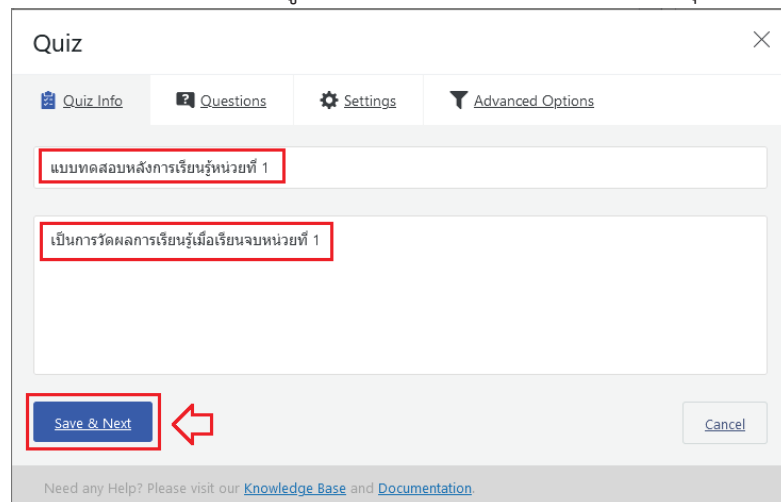 Quiz
Quiz Info Questions Settings Advanced Options
แบบทดสอบหลังการเรียนรู้หน่วยที่ 1
เป็นการวัดผลการเรียนรู้เมื่อเรียนจบหน่วยที่ 1
Save & Next Cancel
Need any Help? Please visit our Knowledge Base and Documentation.